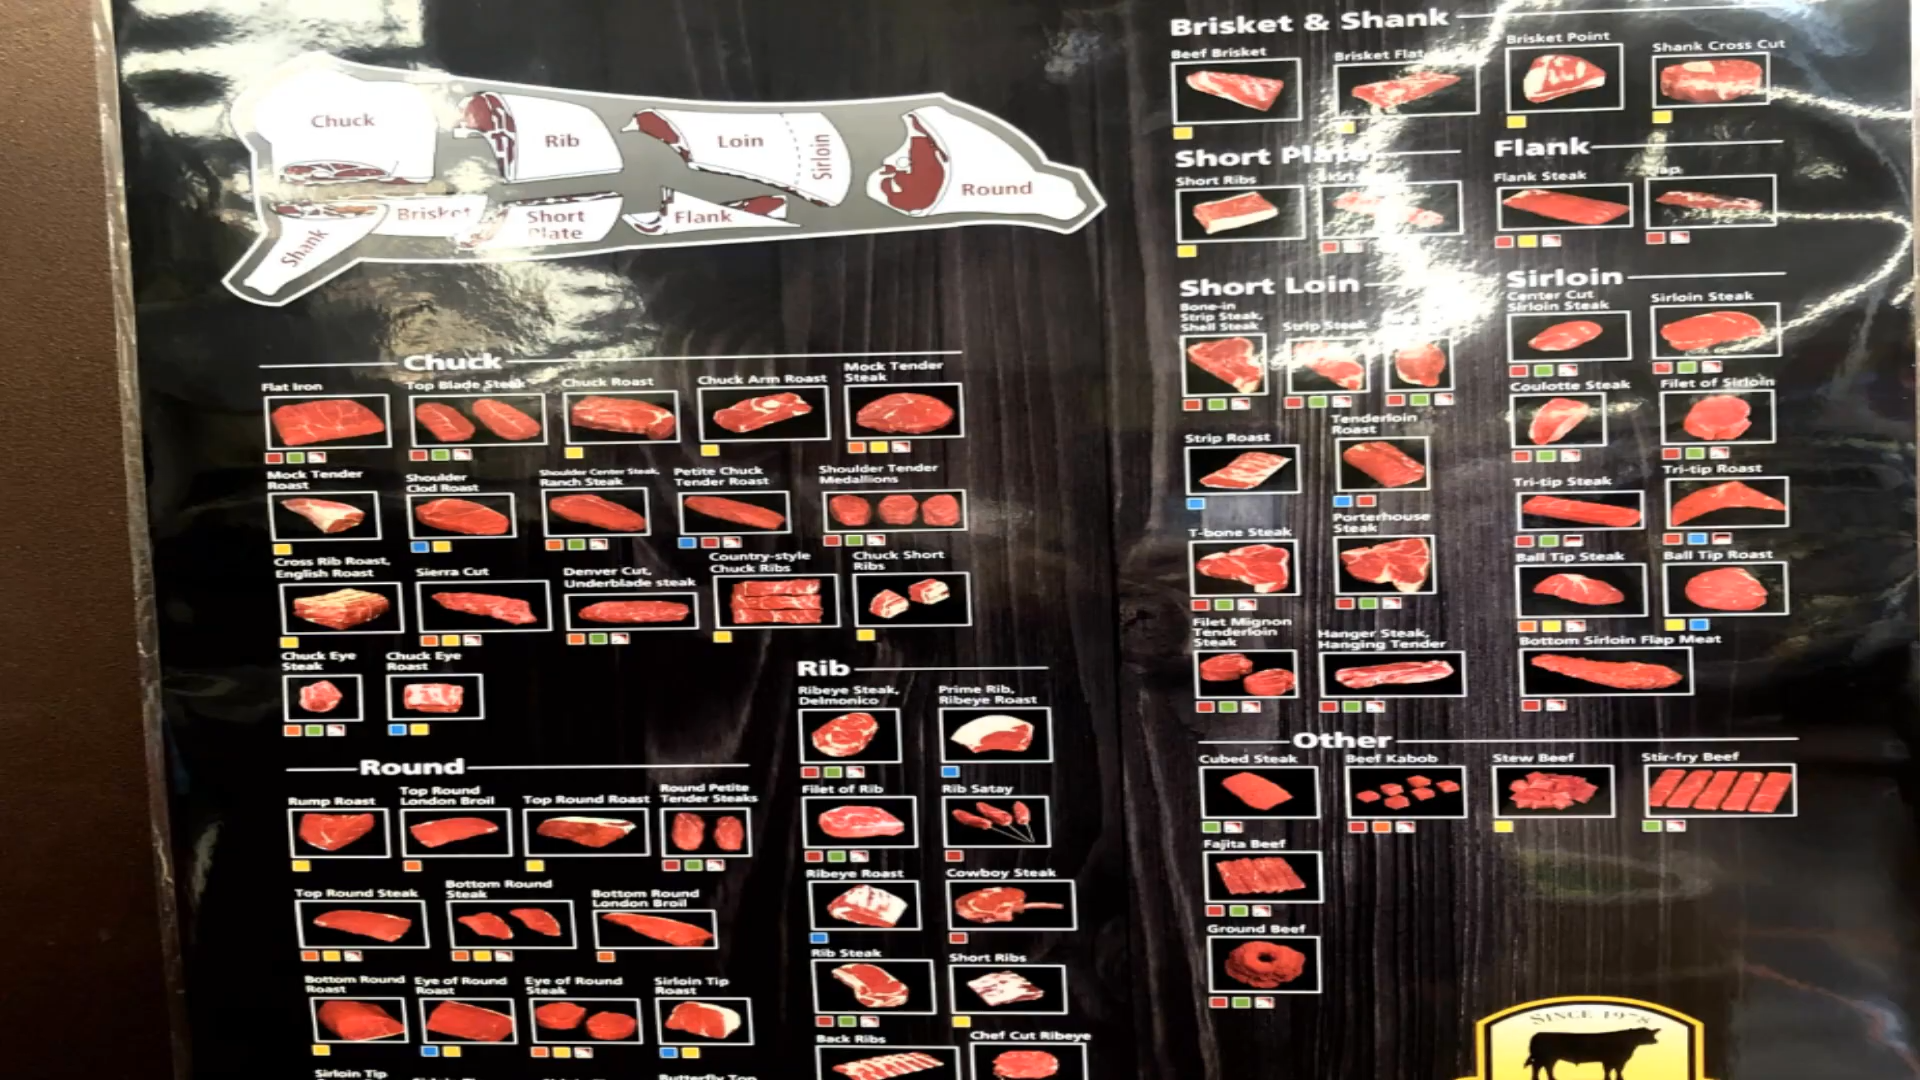 Chuck
Rib
Loin
Sirloin
Round
Brisket
Short
Plate
Flank
Shank
Chuck
Flat Iron
Top Blade Steak
Chuck Roast
Chuck Arm Roast
Mock Tender
Steak
Mock Tender
Roast
Shoulder
Clod Roast
Shoulder Center Steak,
Ranch Steak
Petite Chuck
Tender Roast
Shoulder Tender
Medallions
Cross Rib Roast,
English Roast
Sierra Cut
Denver Cut,
Underblade steak
Country-style
Chuck Ribs
Chuck Short
Ribs
Chuck Eye
Steak
Chuck Eye
Roast
Round
Rump Roast
Top Round
London Broil
Top Round Roast
Round Petite
Tender Steaks
Top Round Steak
Bottom Round
Steak
Bottom Round
London Broil
Bottom Round
Roast
Eye of Round
Roast
Eye of Round
Steak
Sirloin Tip
Roast
Sirloin Tip
Butterfly Top
Rib
Ribeye Steak,
Delmonico
Prime Rib,
Ribeye Roast
Filet of Rib
Rib Satay
Ribeye Roast
Cowboy Steak
Rib Steak
Short Ribs
Back Ribs
Chef Cut Ribeye
Brisket & Shank
Beef Brisket
Brisket Flat
Brisket Point
Shank Cross Cut
Short Plate
Short Ribs
Flank
Flank Steak
Short Loin
Bone-in
Strip Steak,
Shell Steak
Strip Steak
Strip Roast
Tenderloin
Roast
T-bone Steak
Porterhouse
Steak
Filet Mignon
Tenderloin
Steak
Hanger Steak,
Hanging Tender
Sirloin
Center Cut
Sirloin Steak
Sirloin Steak
Coulotte Steak
Filet of Sirloin
Tri-tip Steak
Tri-tip Roast
Ball Tip Steak
Ball Tip Roast
Bottom Sirloin Flap Meat
Other
Cubed Steak
Beef Kabob
Stew Beef
Stir-fry Beef
Fajita Beef
Ground Beef
SINCE 1978